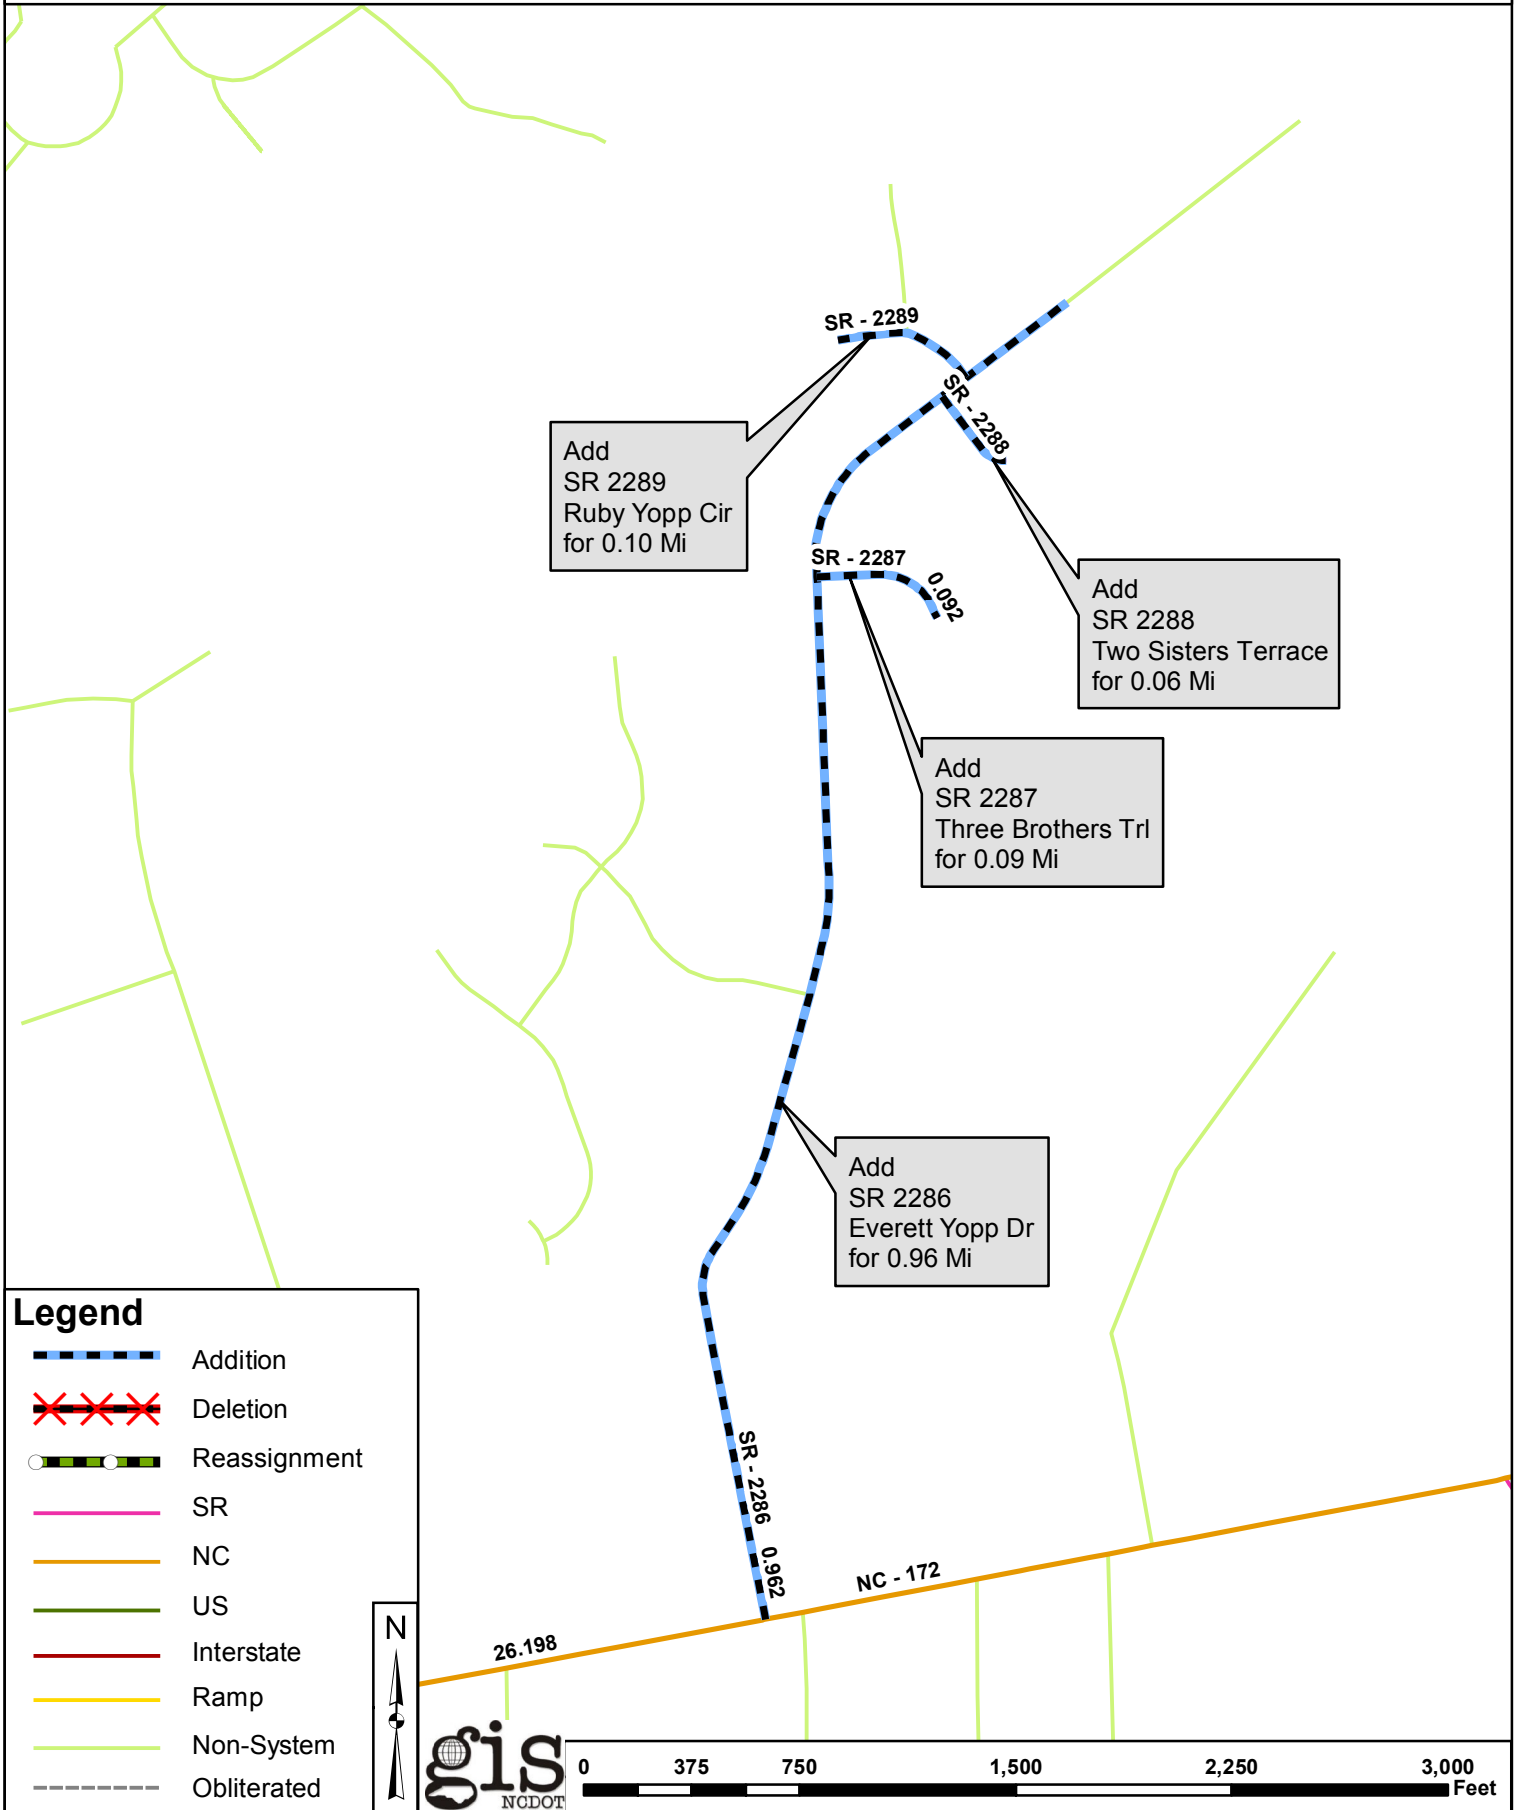 SR - 2289
SR - 2288
Add
SR 2289
Ruby Yopp Cir
for 0.10 Mi
SR - 2287
0.092
Add
SR 2288
Two Sisters Terrace
for 0.06 Mi
Add
SR 2287
Three Brothers Trl
for 0.09 Mi
Add
SR 2286
Everett Yopp Dr
for 0.96 Mi
SR - 2286
0.962
NC - 172
26.198
Legend
Addition
Deletion
Reassignment
SR
NC
US
Interstate
Ramp
Non-System
Obliterated
N
gis
NCDOT
0 375 750 1,500 2,250 3,000
Feet